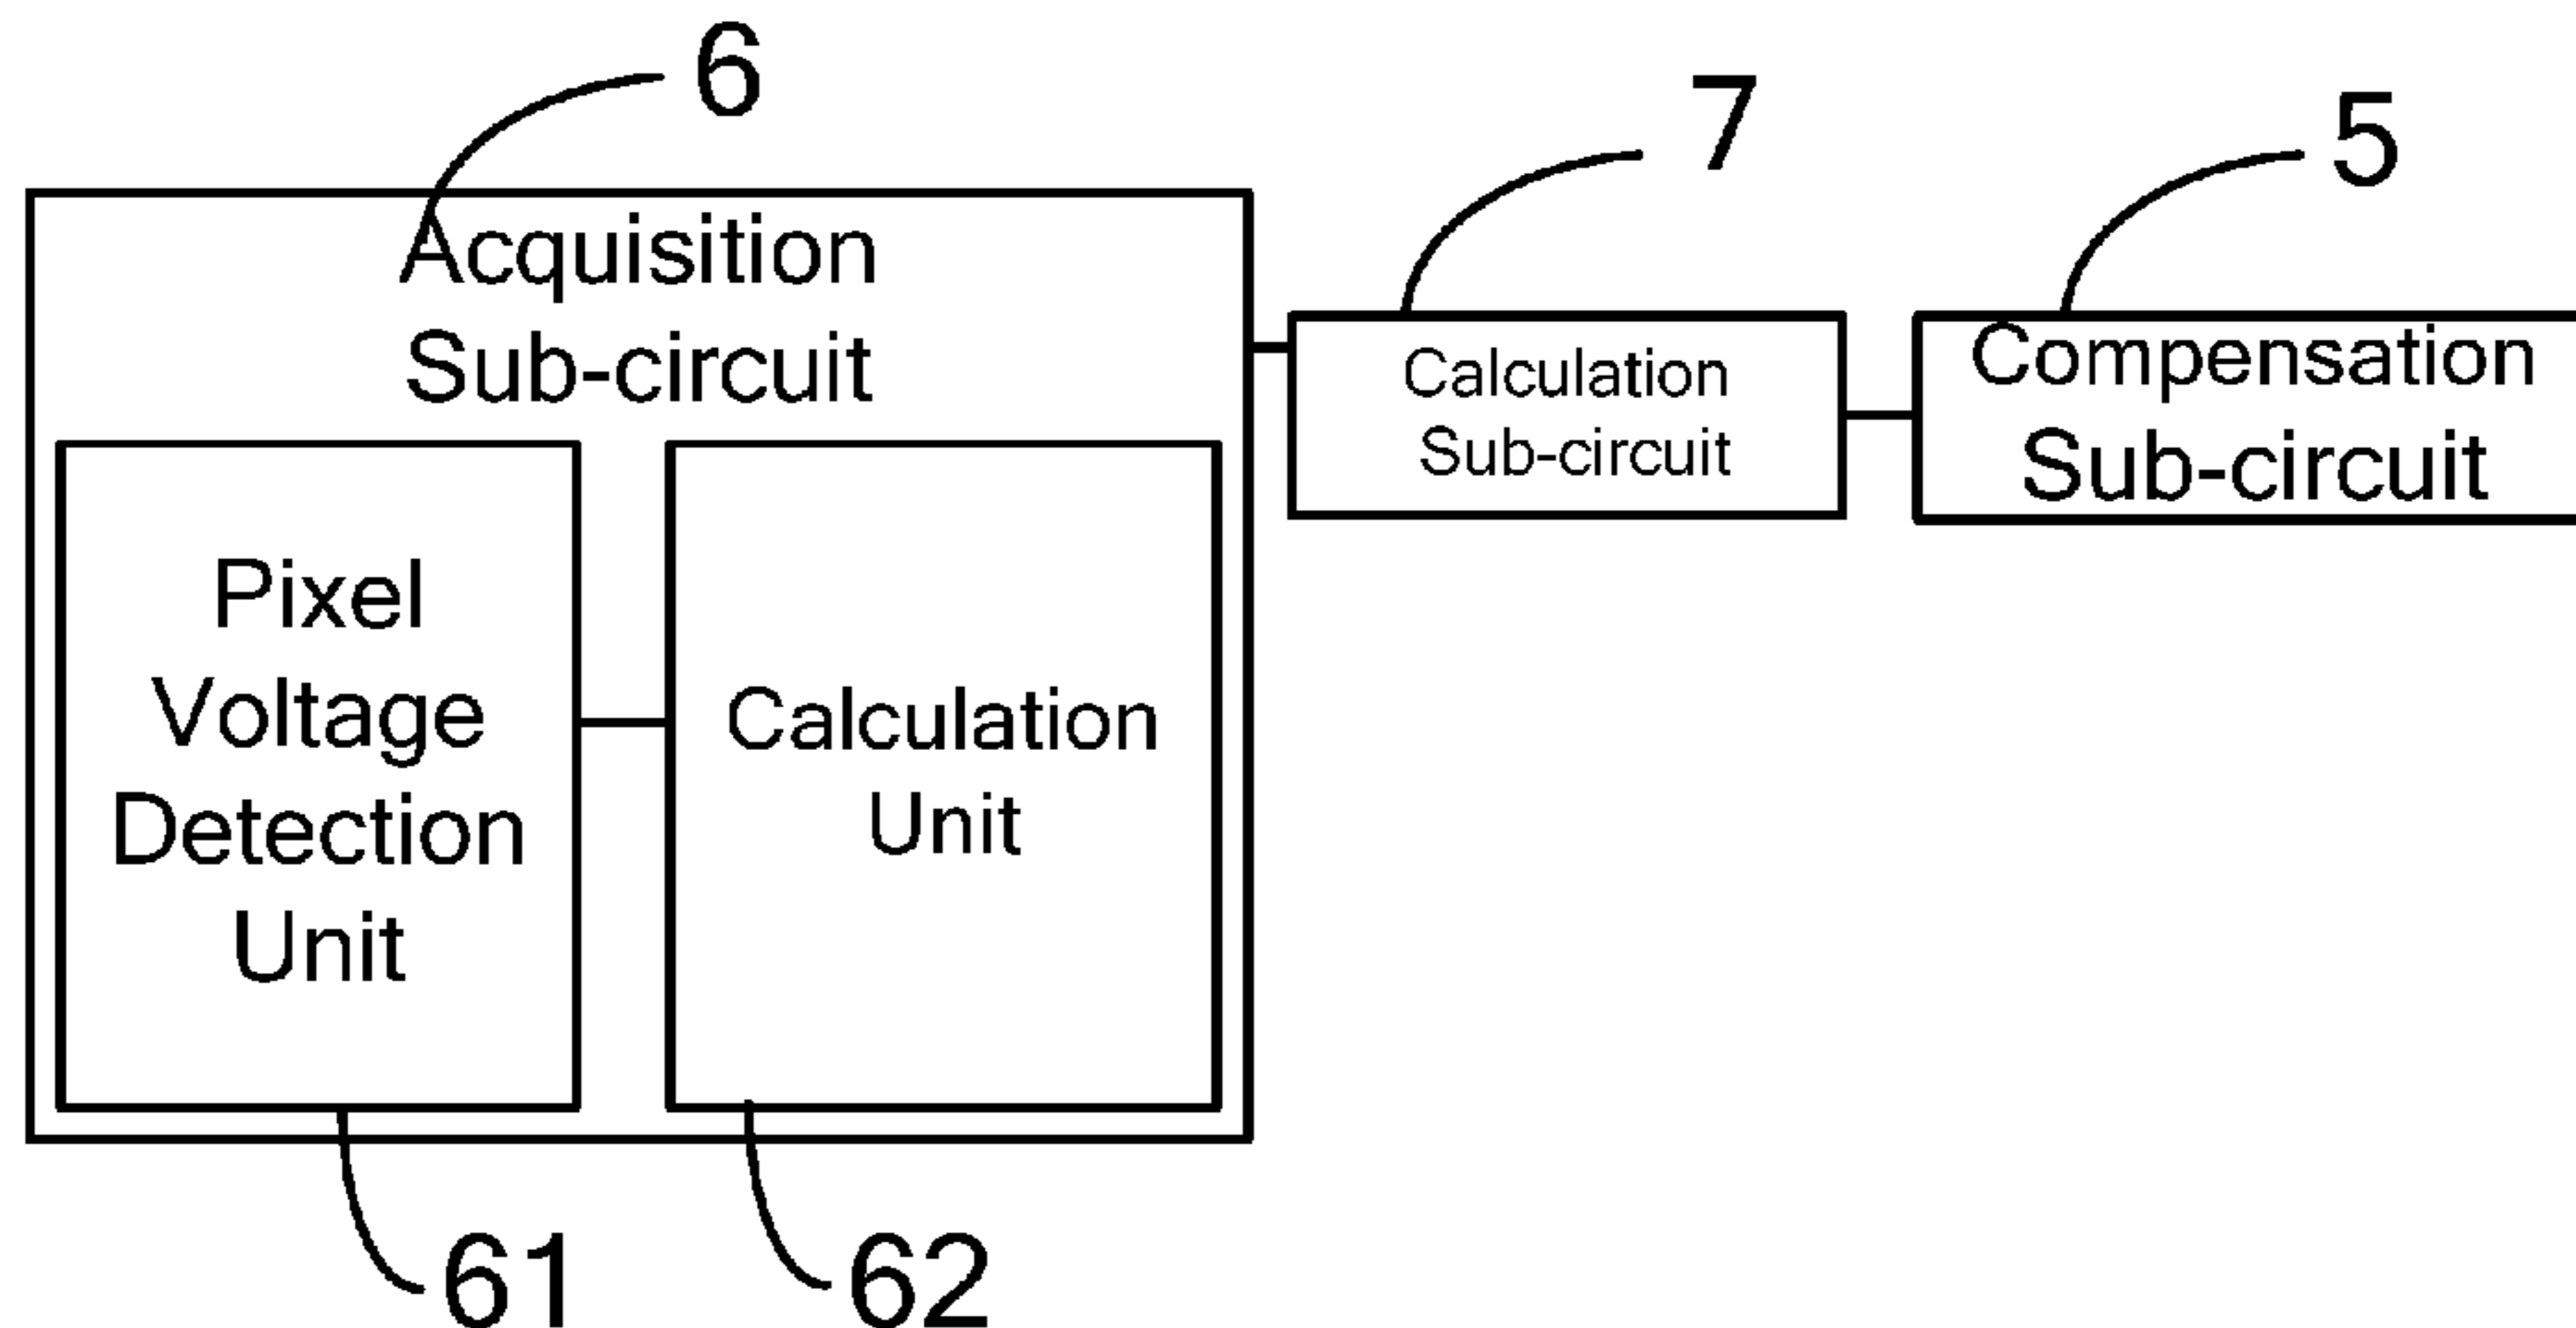 6
7
5
Acquisition
Sub-circuit
Calculation
Sub-circuit
Compensation
Sub-circuit
Pixel
Voltage
Detection
Unit
Calculation
Unit
61
62